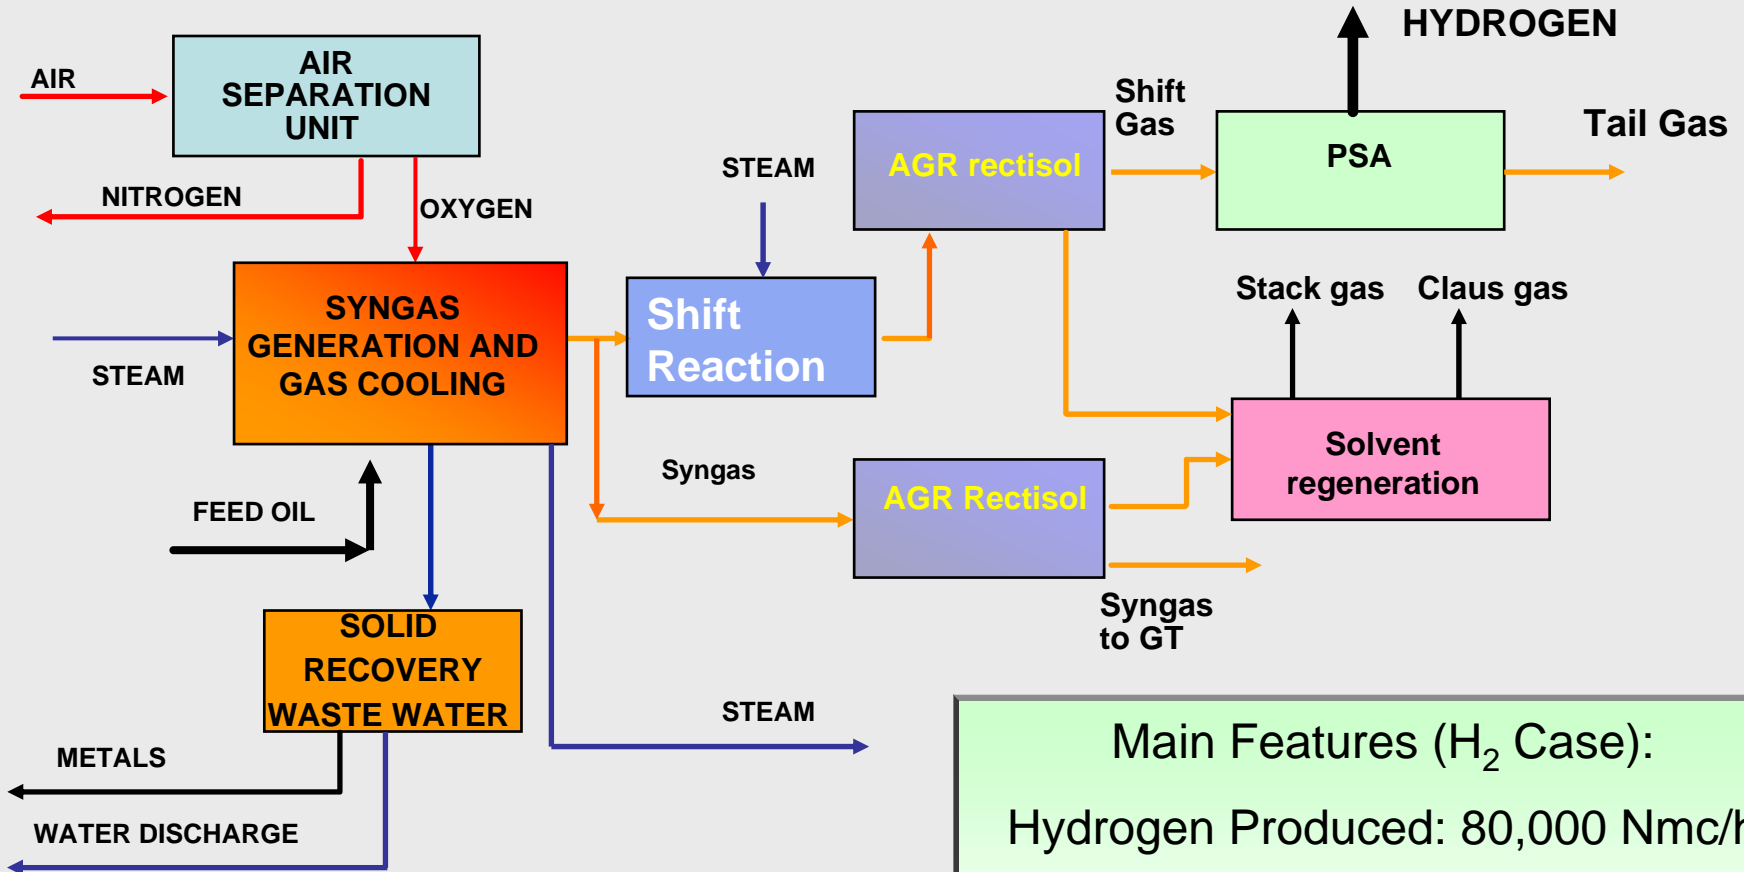 HYDROGEN
AIR
AIR
SEPARATION
UNIT
Shift
Gas
Tail Gas
PSA
STEAM
AGR rectisol
NITROGEN
OXYGEN
SYNGAS
GENERATION AND
GAS COOLING
Shift
Reaction
Stack gas
Claus gas
STEAM
Solvent
regeneration
Syngas
AGR Rectisol
FEED OIL
Syngas
to GT
SOLID
RECOVERY
WASTE WATER
STEAM
METALS
WATER DISCHARGE
Main Features (H₂ Case):
Hydrogen Produced: 80,000 Nmc/h